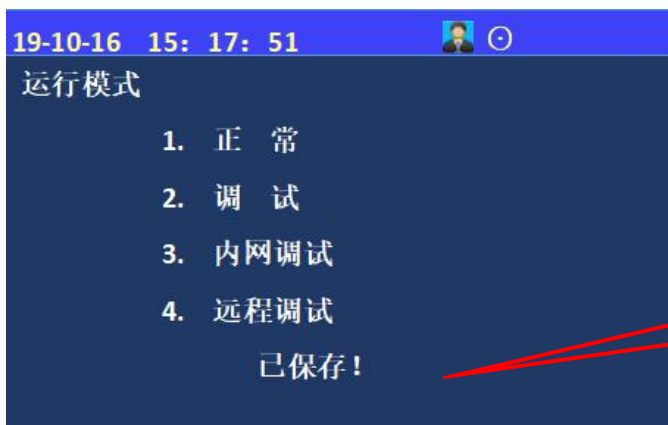 19-10-16 15：17：51
运行模式
1. 正 常
2. 调 试
3. 内网调试
4. 远程调试
已保存！